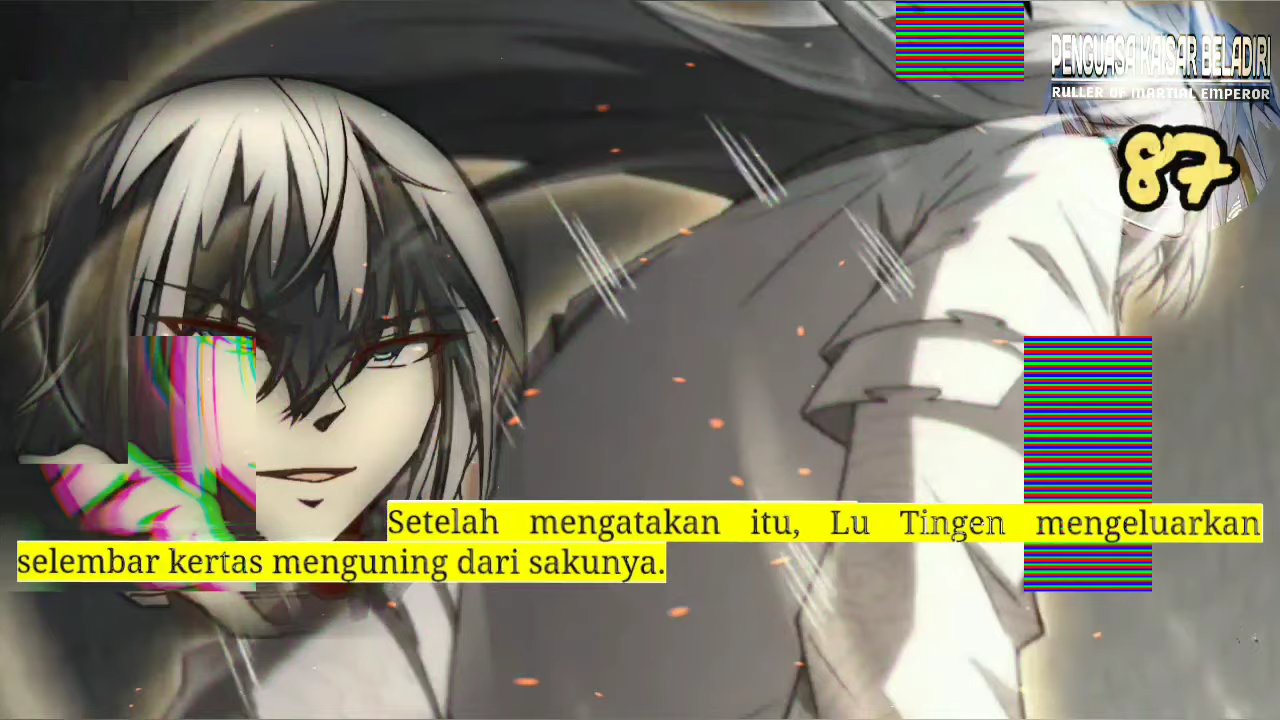 PENGUASA KAISAR BELADIRI
RULLER OF MARTIAL EMPEROR
87
Setelah mengatakan itu, Lu Tingen mengeluarkan
selembar kertas menguning dari sakunya.